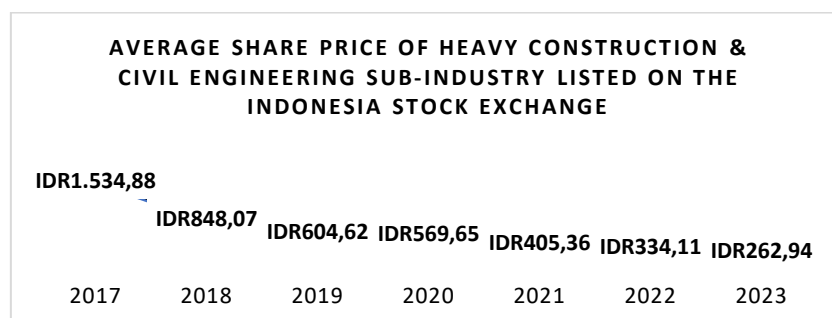 AVERAGE SHARE PRICE OF HEAVY CONSTRUCTION &
CIVIL ENGINEERING SUB-INDUSTRY LISTED ON THE
INDONESIA STOCK EXCHANGE
IDR1.534,88
IDR848,07
IDR604,62
IDR569,65
IDR405,36
IDR334,11
IDR262,94
2017 2018 2019 2020 2021 2022 2023